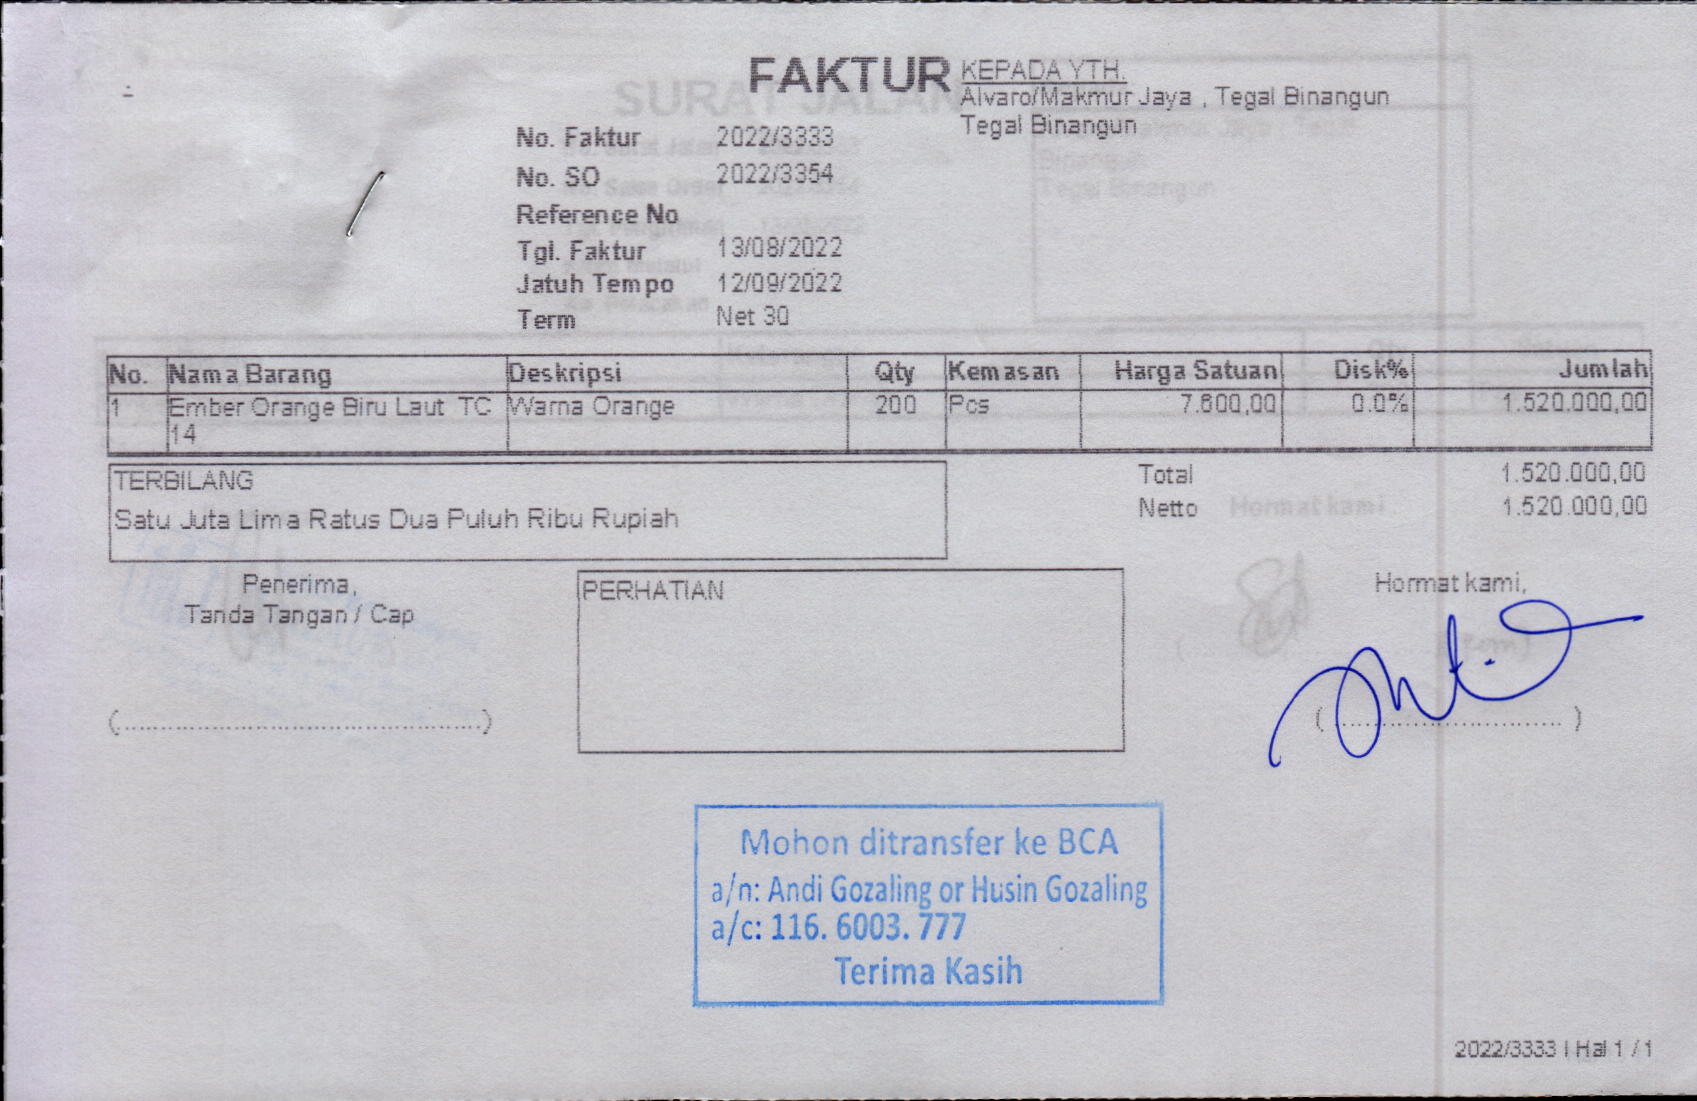 FAKTUR
KEPADA YTH.
Alvaro/Makmur Jaya , Tegal Binangun
Tegal Binangun
No. Faktur 2022/3333
No. SO 2022/3354
Reference No
Tgl. Faktur 13/08/2022
Jatuh Tempo 12/09/2022
Term Net 30
No. Nama Barang Deskripsi Qty Kemasan Harga Satuan Disk% Jumlah
1 Ember Orange Biru Laut TC Warna Orange 200 Pcs 7.600,00 0.0% 1.520.000,00
14
TERBILANG
Satu Juta Lima Ratus Dua Puluh Ribu Rupiah
Total 1.520.000,00
Netto 1.520.000,00
Penerima,
Tanda Tangan / Cap
PERHATIAN
Hormat kami,
(..........................................)
( .......................... )
Mohon ditransfer ke BCA
a/n: Andi Gozaling or Husin Gozaling
a/c: 116. 6003. 777
Terima Kasih
2022/3333 | Hal 1 / 1